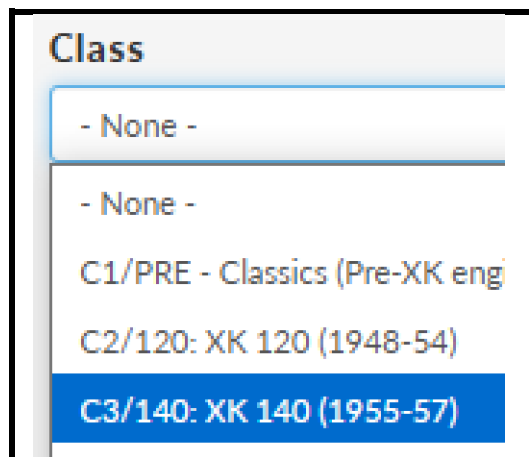 Class
- None -
- None -
C1/PRE - Classics (Pre-XK engi
C2/120: XK 120 (1948-54)
C3/140: XK 140 (1955-57)